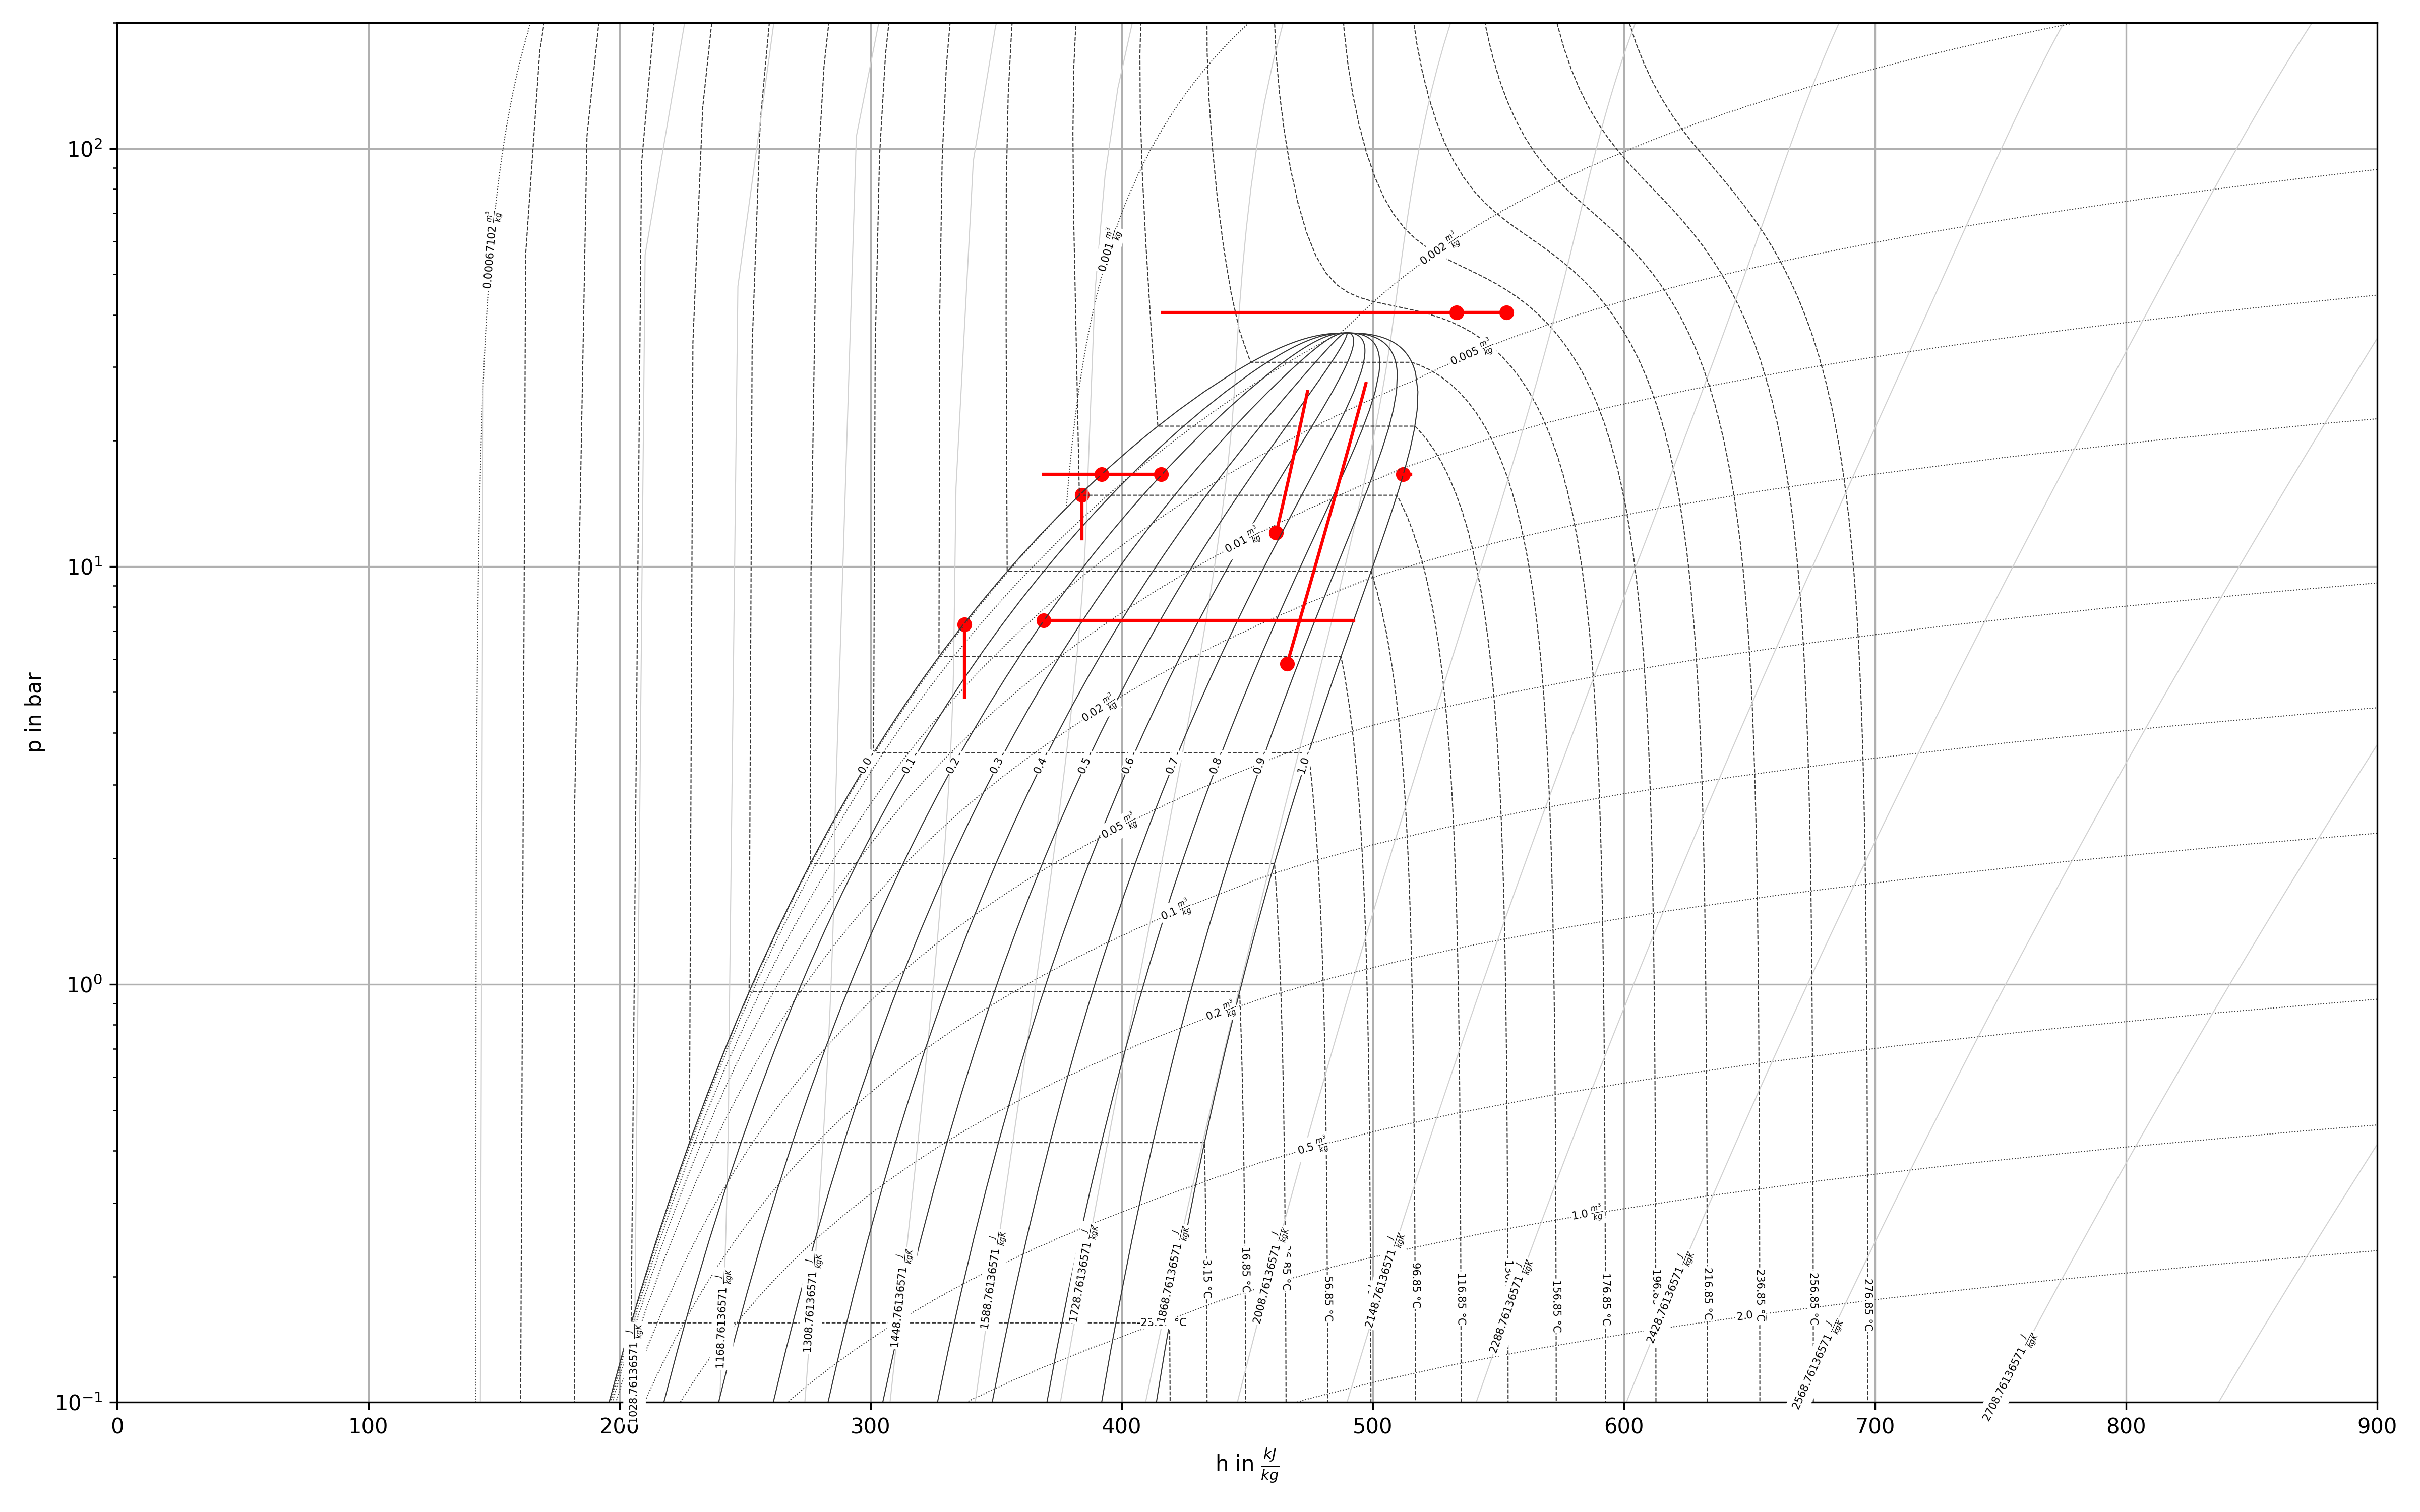 10²
10¹
10⁰
10⁻¹
p in bar
0
100
200
300
400
500
600
700
800
900
h in kJ/kg
0.00067102 m³/kg
0.001 m³/kg
0.002 m³/kg
0.005 m³/kg
0.01 m³/kg
0.02 m³/kg
0.05 m³/kg
0.1 m³/kg
0.2 m³/kg
0.5 m³/kg
1.0 m³/kg
2.0
0.0
0.1
0.2
0.3
0.4
0.5
0.6
0.7
0.8
0.9
1.0
1028.76136571 J/kgK
1168.76136571 J/kgK
1308.76136571 J/kgK
1448.76136571 J/kgK
1588.76136571 J/kgK
1728.76136571 J/kgK
1868.76136571 J/kgK
2008.76136571 J/kgK
2148.76136571 J/kgK
2288.76136571 J/kgK
2428.76136571 J/kgK
2568.76136571 J/kgK
2708.76136571 J/kgK
°C
3.15 °C
16.85 °C
56.85 °C
96.85 °C
116.85 °C
156.85 °C
176.85 °C
216.85 °C
236.85 °C
256.85 °C
276.85 °C